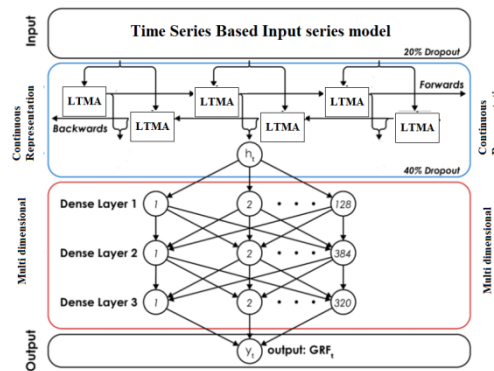 Input
Time Series Based Input series model
20% Dropout
Continuous
Representation
LTMA
LTMA
LTMA
Forwards
Backwards
LTMA
LTMA
LTMA
Continuous
h_t
40% Dropout
Multi dimensional
Dense Layer 1
1
2
128
Dense Layer 2
1
2
384
Dense Layer 3
1
2
320
Multi dimensional
Output
y_t
output: GRF_t